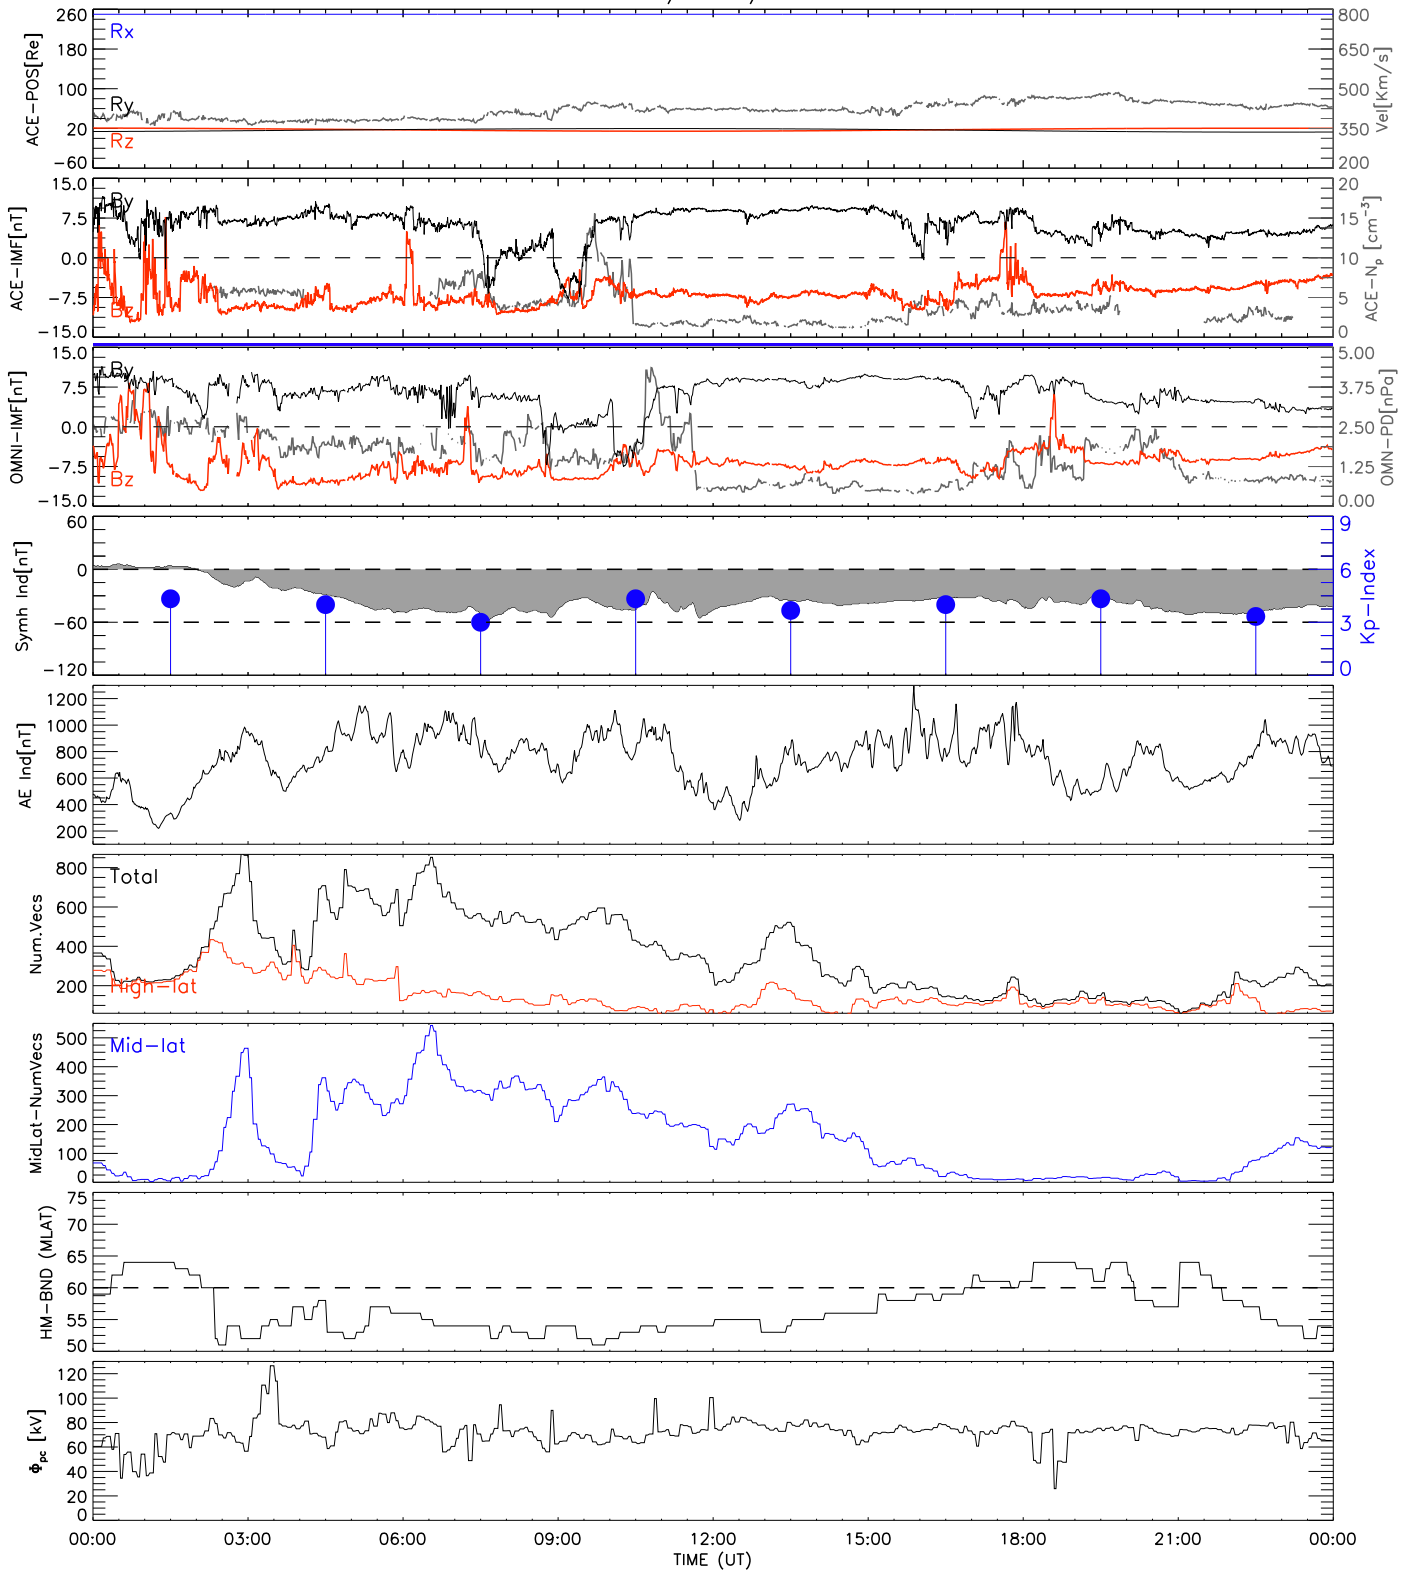 260
180
100
20
-60
ACE-POS[Re]
Rx
Ry
Rz
800
650
500
350
200
Vel[Km/s]
15.0
7.5
0.0
-7.5
-15.0
ACE-IMF[nT]
By
Bz
20
15
10
5
0
ACE-Np [cm⁻³]
15.0
7.5
0.0
-7.5
-15.0
OMNI-IMF[nT]
By
Bz
5.00
3.75
2.50
1.25
0.00
OMN-PD[nPa]
60
0
-60
-120
Symh Ind[nT]
9
6
3
0
Kp-Index
1200
1000
800
600
400
200
AE Ind[nT]
800
600
400
200
Num.Vecs
Total
High-lat
500
400
300
200
100
0
MidLat-NumVecs
Mid-lat
75
70
65
60
55
50
HM-BND (MLAT)
120
100
80
60
40
20
0
Φpc [kV]
00:00 03:00 06:00 09:00 12:00 15:00 18:00 21:00 00:00
TIME (UT)